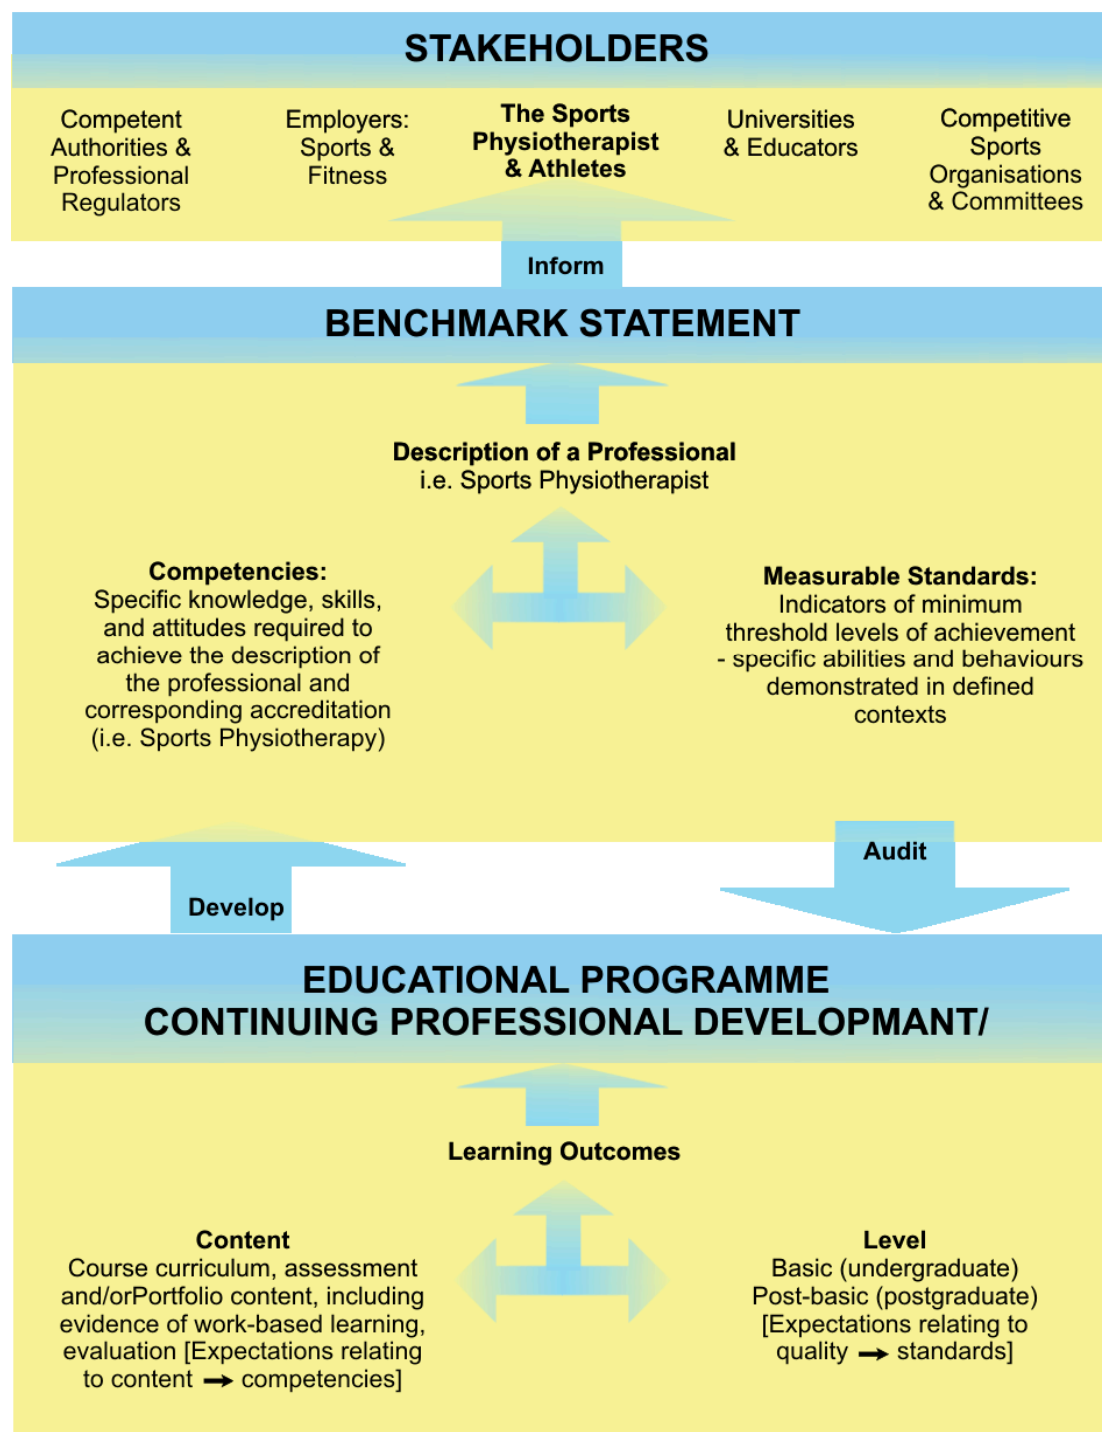 STAKEHOLDERS
Competent
Authorities &
Professional
Regulators
Employers:
Sports &
Fitness
The Sports
Physiotherapist
& Athletes
Universities
& Educators
Competitive
Sports
Organisations
& Committees
Inform
BENCHMARK STATEMENT
Description of a Professional
i.e. Sports Physiotherapist
Competencies:
Specific knowledge, skills,
and attitudes required to
achieve the description of
the professional and
corresponding accreditation
(i.e. Sports Physiotherapy)
Measurable Standards:
Indicators of minimum
threshold levels of achievement
- specific abilities and behaviours
demonstrated in defined
contexts
Develop
Audit
EDUCATIONAL PROGRAMME
CONTINUING PROFESSIONAL DEVELOPMANT/
Learning Outcomes
Content
Course curriculum, assessment
and/orPortfolio content, including
evidence of work-based learning,
evaluation [Expectations relating
to content → competencies]
Level
Basic (undergraduate)
Post-basic (postgraduate)
[Expectations relating to
quality → standards]